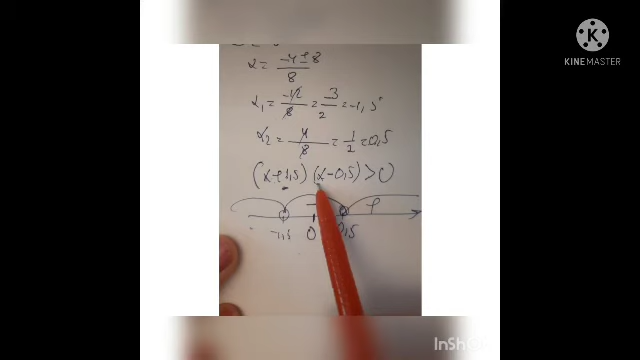 x = -4±8 / 8
x₁ = -12/8 = -3/2 = -1,5
x₂ = 4/8 = 1/2 = 0,5
(x+1,5)(x-0,5)>0
- +
-1,5 0 0,5
K
KINEMASTER
InSh